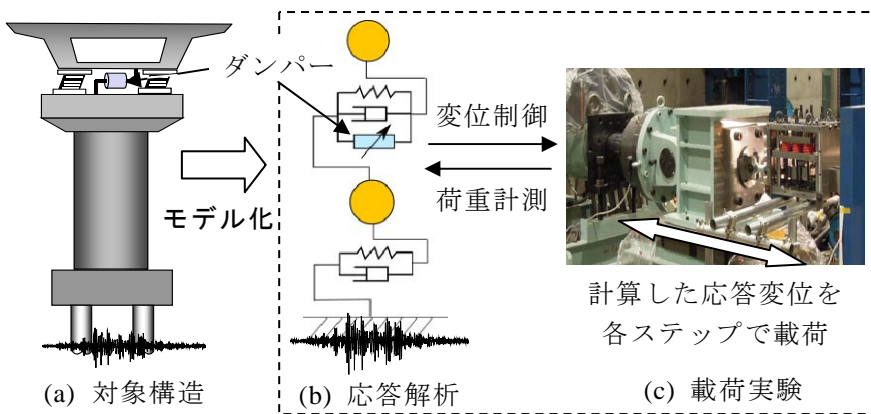 ダンパー
モデル化
変位制御
荷重計測
計算した応答変位を
各ステップで載荷
(a) 対象構造
(b) 応答解析
(c) 載荷実験